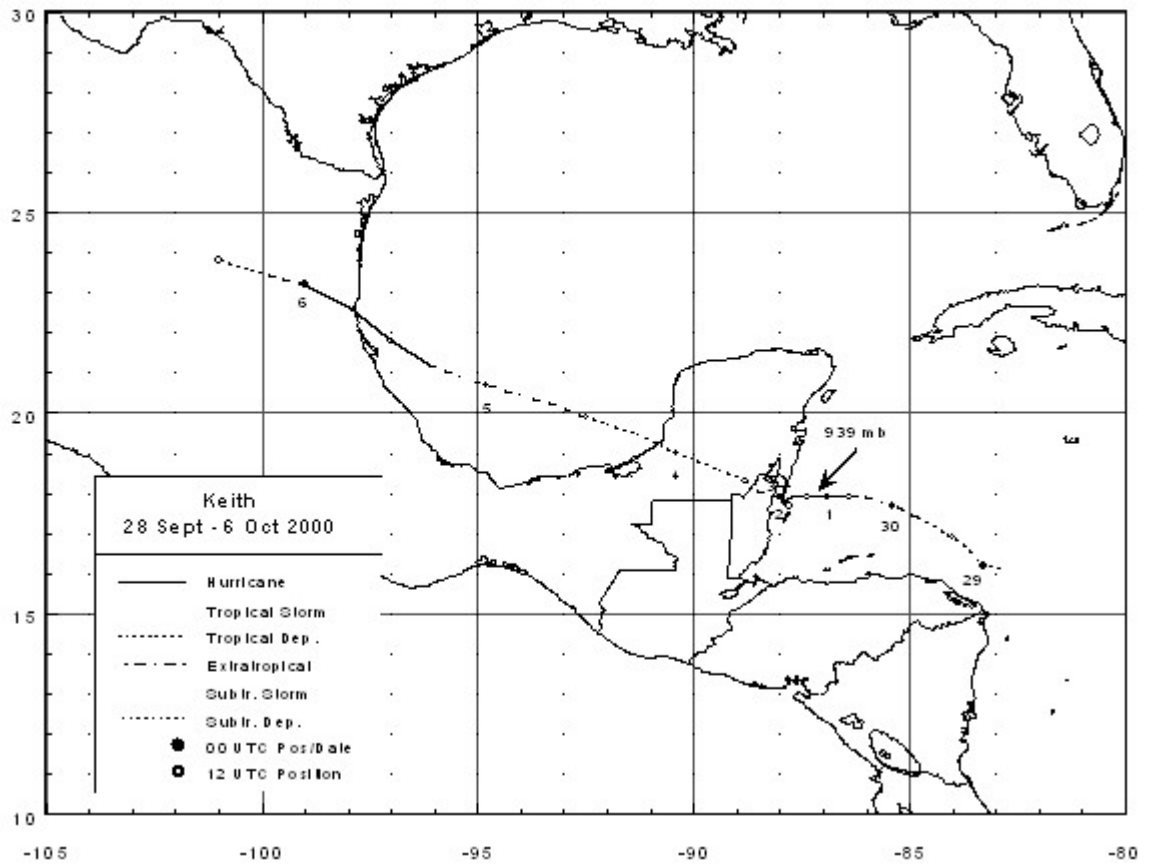 30
25
20
15
10
-105
-100
-95
-90
-85
-80
6
5
4
939 mb
2
1
30
29
Keith
28 Sept - 6 Oct 2000
Hurricane
Tropical Storm
Tropical Dep.
Extratropical
Subtr. Storm
Subtr. Dep.
00 UTC Pos/Date
12 UTC Position